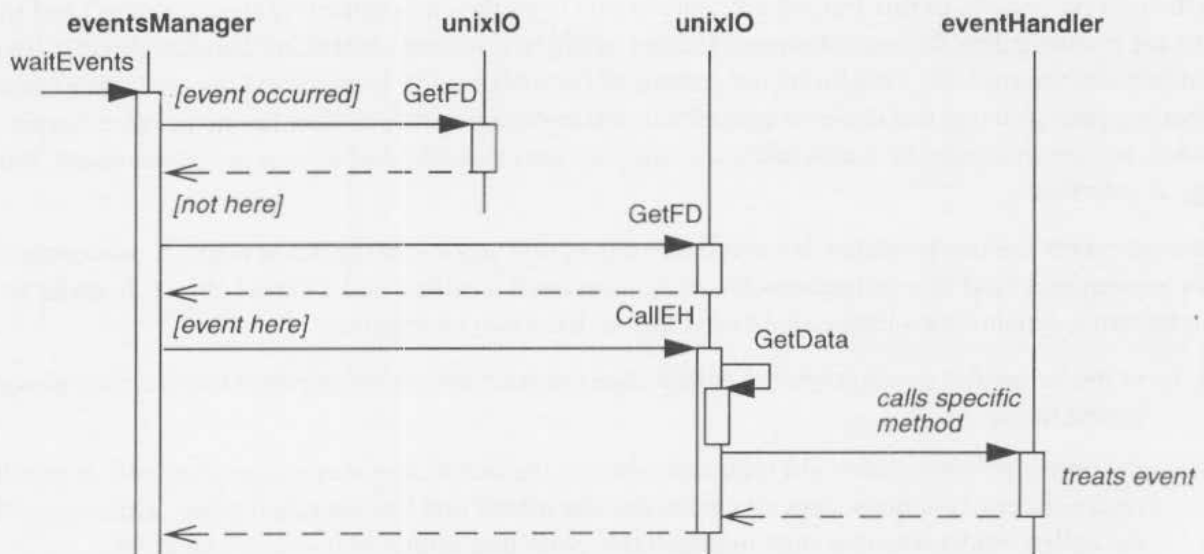 eventsManager unixIO unixIO eventHandler
waitEvents
[event occurred] GetFD
[not here]
GetFD
[event here] CallEH
GetData
calls specific
method
treats event